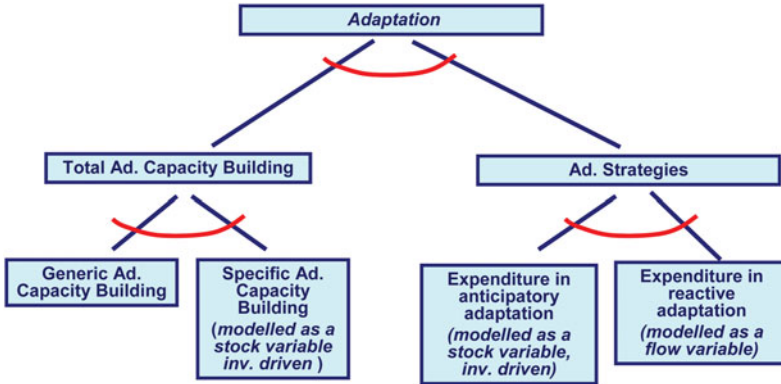 Adaptation
Total Ad. Capacity Building
Ad. Strategies
Generic Ad.
Capacity Building
Specific Ad.
Capacity
Building
(modelled as a
stock variable
inv. driven )
Expenditure in
anticipatory
adaptation
(modelled as a
stock variable,
inv. driven)
Expenditure in
reactive
adaptation
(modelled as a
flow variable)